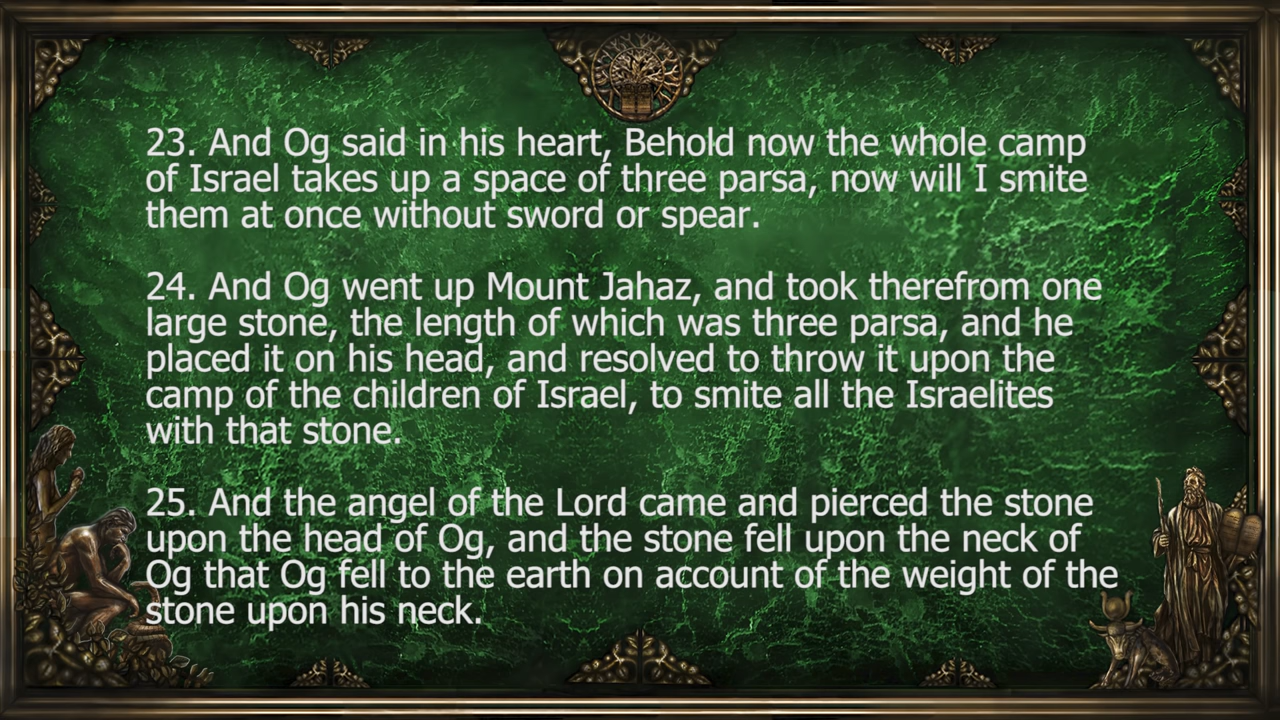 23. And Og said in his heart, Behold now the whole camp
of Israel takes up a space of three parsa, now will I smite
them at once without sword or spear.
24. And Og went up Mount Jahaz, and took therefrom one
large stone, the length of which was three parsa, and he
placed it on his head, and resolved to throw it upon the
camp of the children of Israel, to smite all the Israelites
with that stone.
25. And the angel of the Lord came and pierced the stone
upon the head of Og, and the stone fell upon the neck of
Og that Og fell to the earth on account of the weight of the
stone upon his neck.